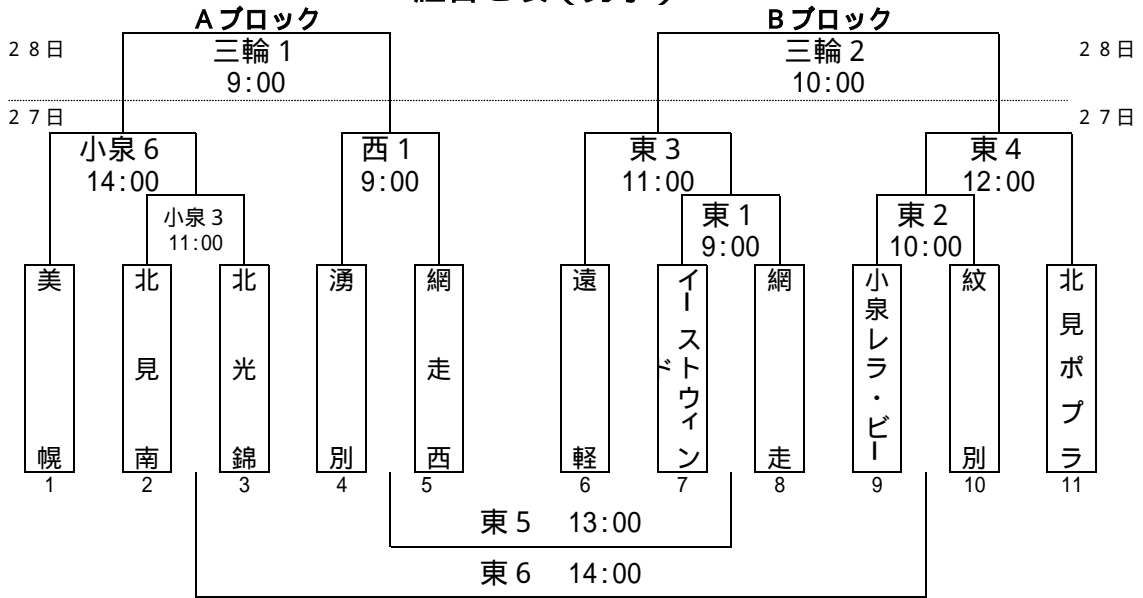 Aブロック
Bブロック
28日
三輪1
三輪2
28日
9:00
10:00
27日
27日
小泉6
西1
東3
東4
14:00
9:00
11:00
12:00
小泉3
東1
東2
11:00
9:00
10:00
美幌
北見南
北光錦
湧別
網走西
遠軽
イーストウィンド
網走
小泉レラ・ビー
紋別
北見ポプラ
1
2
3
4
5
6
7
8
9
10
11
東5 13:00
東6 14:00